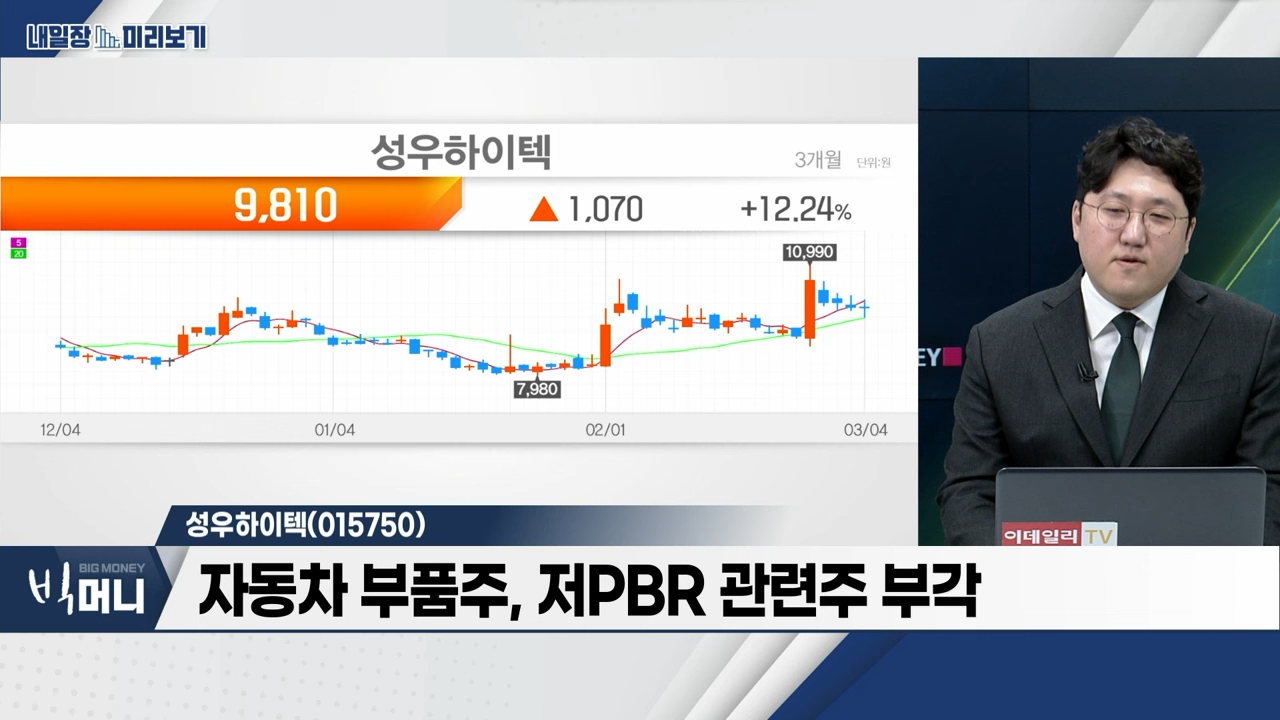 내일장 미리보기
성우하이텍
3개월 단위:원
9,810 ▲ 1,070 +12.24%
5
20
10,990
7,980
12/04 01/04 02/01 03/04
EY
이데일리 TV
성우하이텍(015750)
BIG MONEY
빅머니
자동차 부품주, 저PBR 관련주 부각